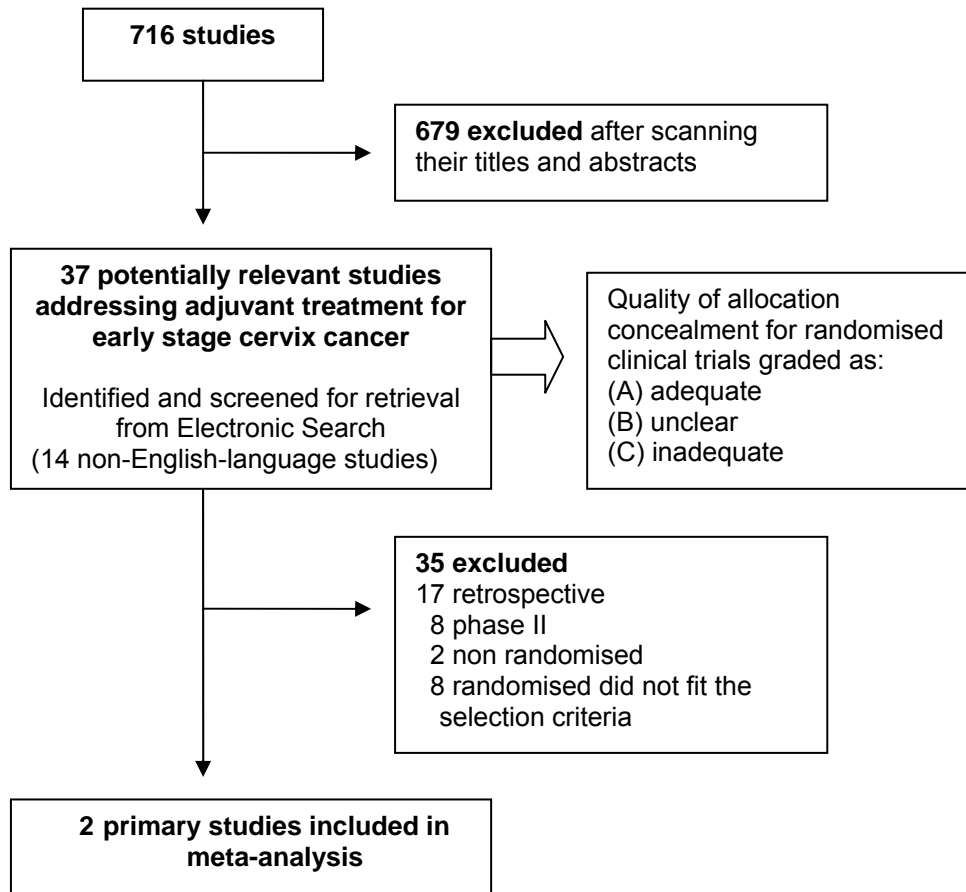 716 studies
679 excluded after scanning
their titles and abstracts
37 potentially relevant studies
addressing adjuvant treatment for
early stage cervix cancer
Identified and screened for retrieval
from Electronic Search
(14 non-English-language studies)
Quality of allocation
concealment for randomised
clinical trials graded as:
(A) adequate
(B) unclear
(C) inadequate
35 excluded
17 retrospective
8 phase II
2 non randomised
8 randomised did not fit the
selection criteria
2 primary studies included in
meta-analysis